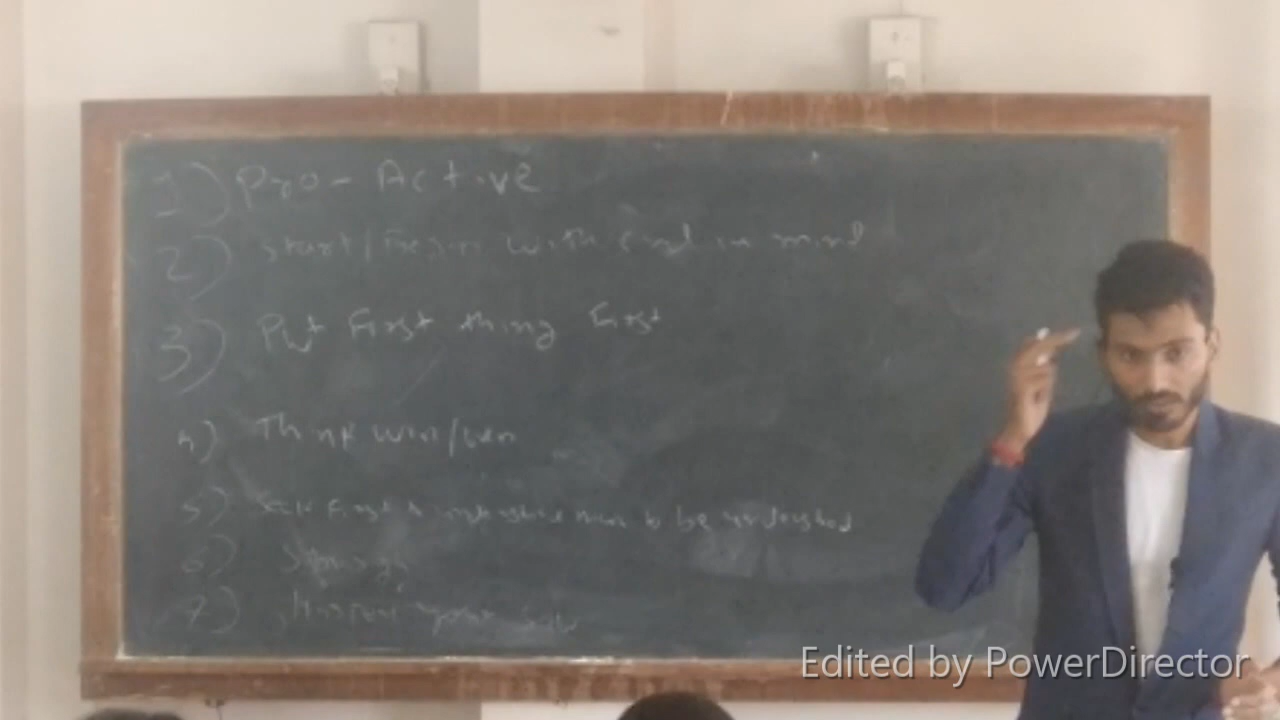 1) Pro-Active
2) Start/Begin with End in mind
3) Put First thing First
4) Think win/win
5) Seek First to understand then to be understood
6) Synergy
7) Sharpen your saw
Edited by PowerDirector